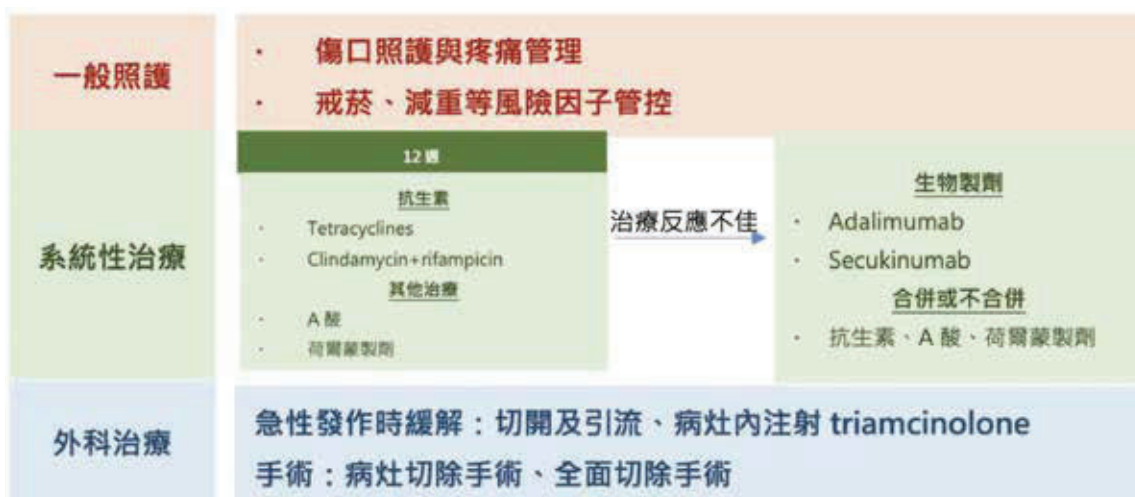 一般照護
· 傷口照護與疼痛管理
· 戒菸、減重等風險因子管控
系統性治療
12 週
抗生素
· Tetracyclines
· Clindamycin+rifampicin
其他治療
· A 酸
· 荷爾蒙製劑
治療反應不佳
生物製劑
· Adalimumab
· Secukinumab
合併或不合併
· 抗生素、A 酸、荷爾蒙製劑
外科治療
急性發作時緩解：切開及引流、病灶內注射 triamcinolone
手術：病灶切除手術、全面切除手術